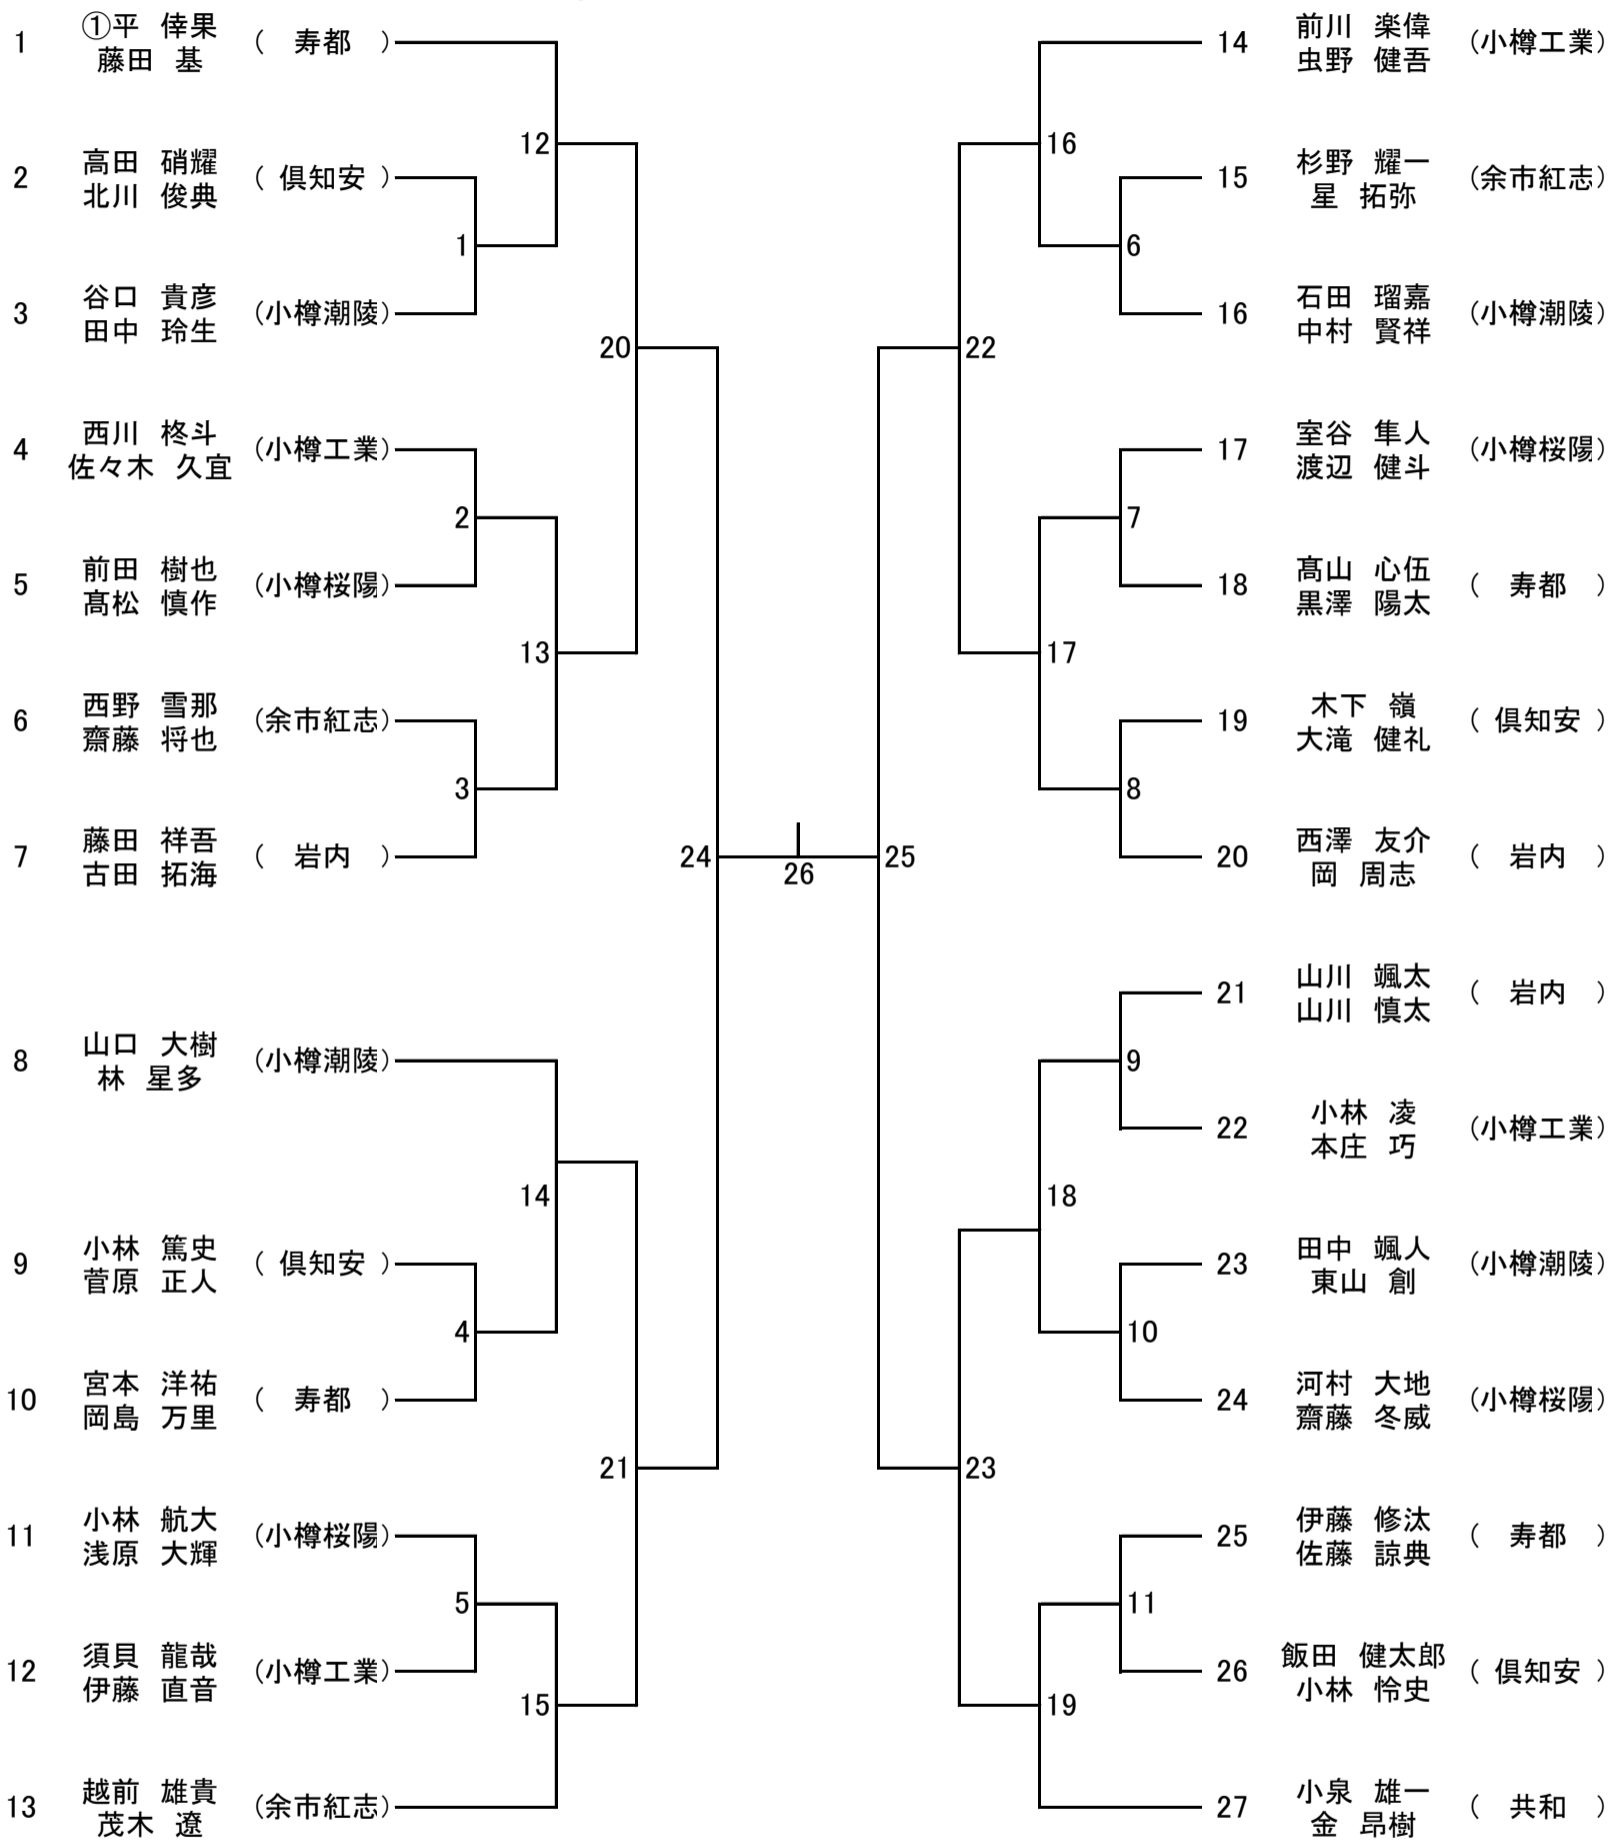 1 ①平 倖果 ( 寿都 )
藤田 基
2 高田 硝耀 ( 倶知安 )
北川 俊典
3 谷口 貴彦 (小樽潮陵)
田中 玲生
4 西川 柊斗 (小樽工業)
佐々木 久宜
5 前田 樹也 (小樽桜陽)
髙松 慎作
6 西野 雪那 (余市紅志)
齋藤 将也
7 藤田 祥吾 ( 岩内 )
古田 拓海
8 山口 大樹 (小樽潮陵)
林 星多
9 小林 篤史 ( 倶知安 )
菅原 正人
10 宮本 洋祐 ( 寿都 )
岡島 万里
11 小林 航大 (小樽桜陽)
浅原 大輝
12 須貝 龍哉 (小樽工業)
伊藤 直音
13 越前 雄貴 (余市紅志)
茂木 遼
12
1
20
2
13
3
24
14
4
21
5
15
26
25
16
6
22
7
17
8
9
18
10
23
11
19
14 前川 楽偉 (小樽工業)
虫野 健吾
15 杉野 耀一 (余市紅志)
星 拓弥
16 石田 瑠嘉 (小樽潮陵)
中村 賢祥
17 室谷 隼人 (小樽桜陽)
渡辺 健斗
18 髙山 心伍 ( 寿都 )
黒澤 陽太
19 木下 嶺 ( 倶知安 )
大滝 健礼
20 西澤 友介 ( 岩内 )
岡 周志
21 山川 颯太 ( 岩内 )
山川 慎太
22 小林 凌 (小樽工業)
本庄 巧
23 田中 颯人 (小樽潮陵)
東山 創
24 河村 大地 (小樽桜陽)
齋藤 冬威
25 伊藤 修汰 ( 寿都 )
佐藤 諒典
26 飯田 健太郎 ( 倶知安 )
小林 怜史
27 小泉 雄一 ( 共和 )
金 昂樹